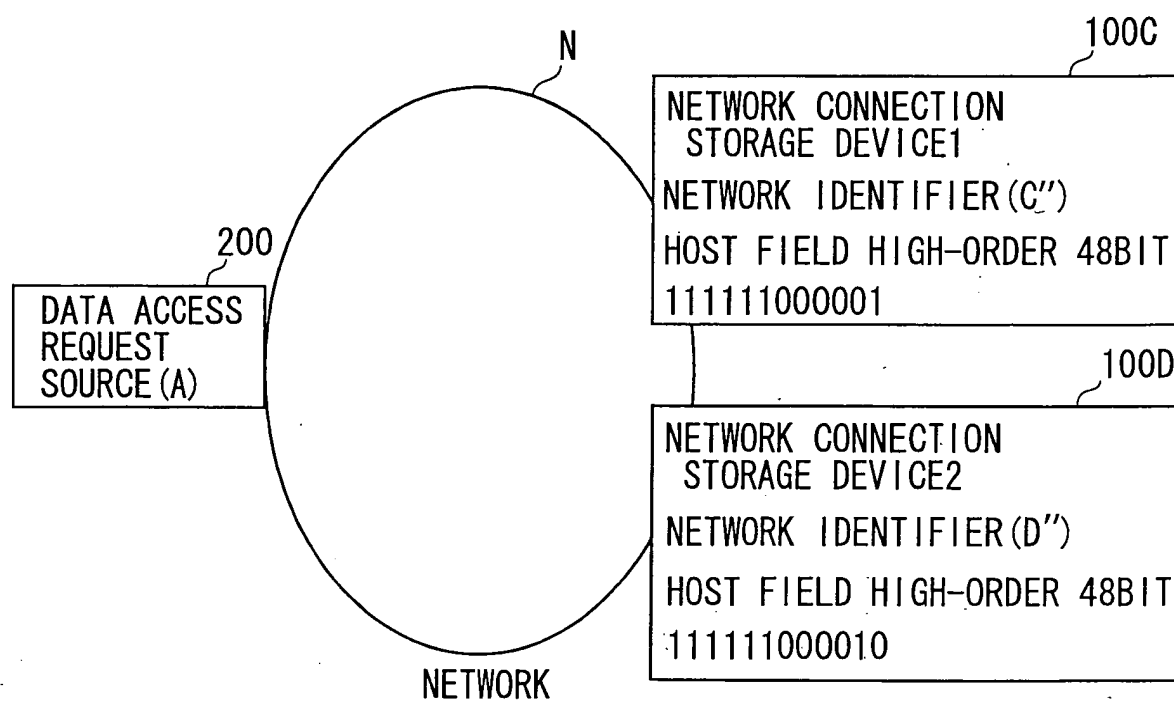 N
100C
NETWORK CONNECTION
STORAGE DEVICE1
NETWORK IDENTIFIER(C")
HOST FIELD HIGH-ORDER 48BIT
111111000001
200
DATA ACCESS
REQUEST
SOURCE(A)
100D
NETWORK CONNECTION
STORAGE DEVICE2
NETWORK IDENTIFIER(D")
HOST FIELD HIGH-ORDER 48BIT
111111000010
NETWORK